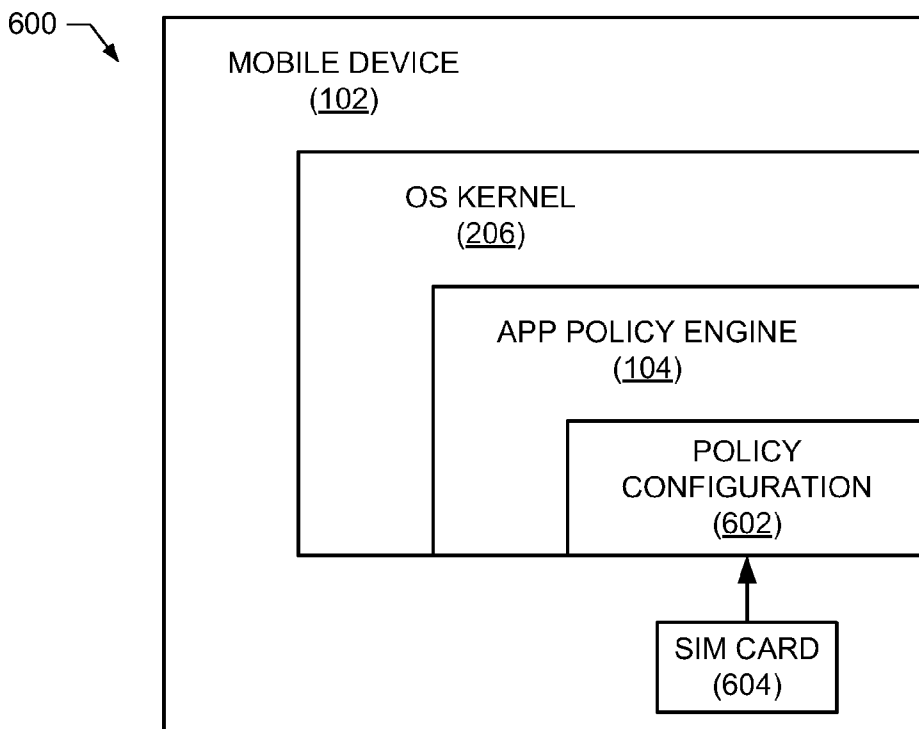 600
MOBILE DEVICE
(102)
OS KERNEL
(206)
APP POLICY ENGINE
(104)
POLICY
CONFIGURATION
(602)
SIM CARD
(604)